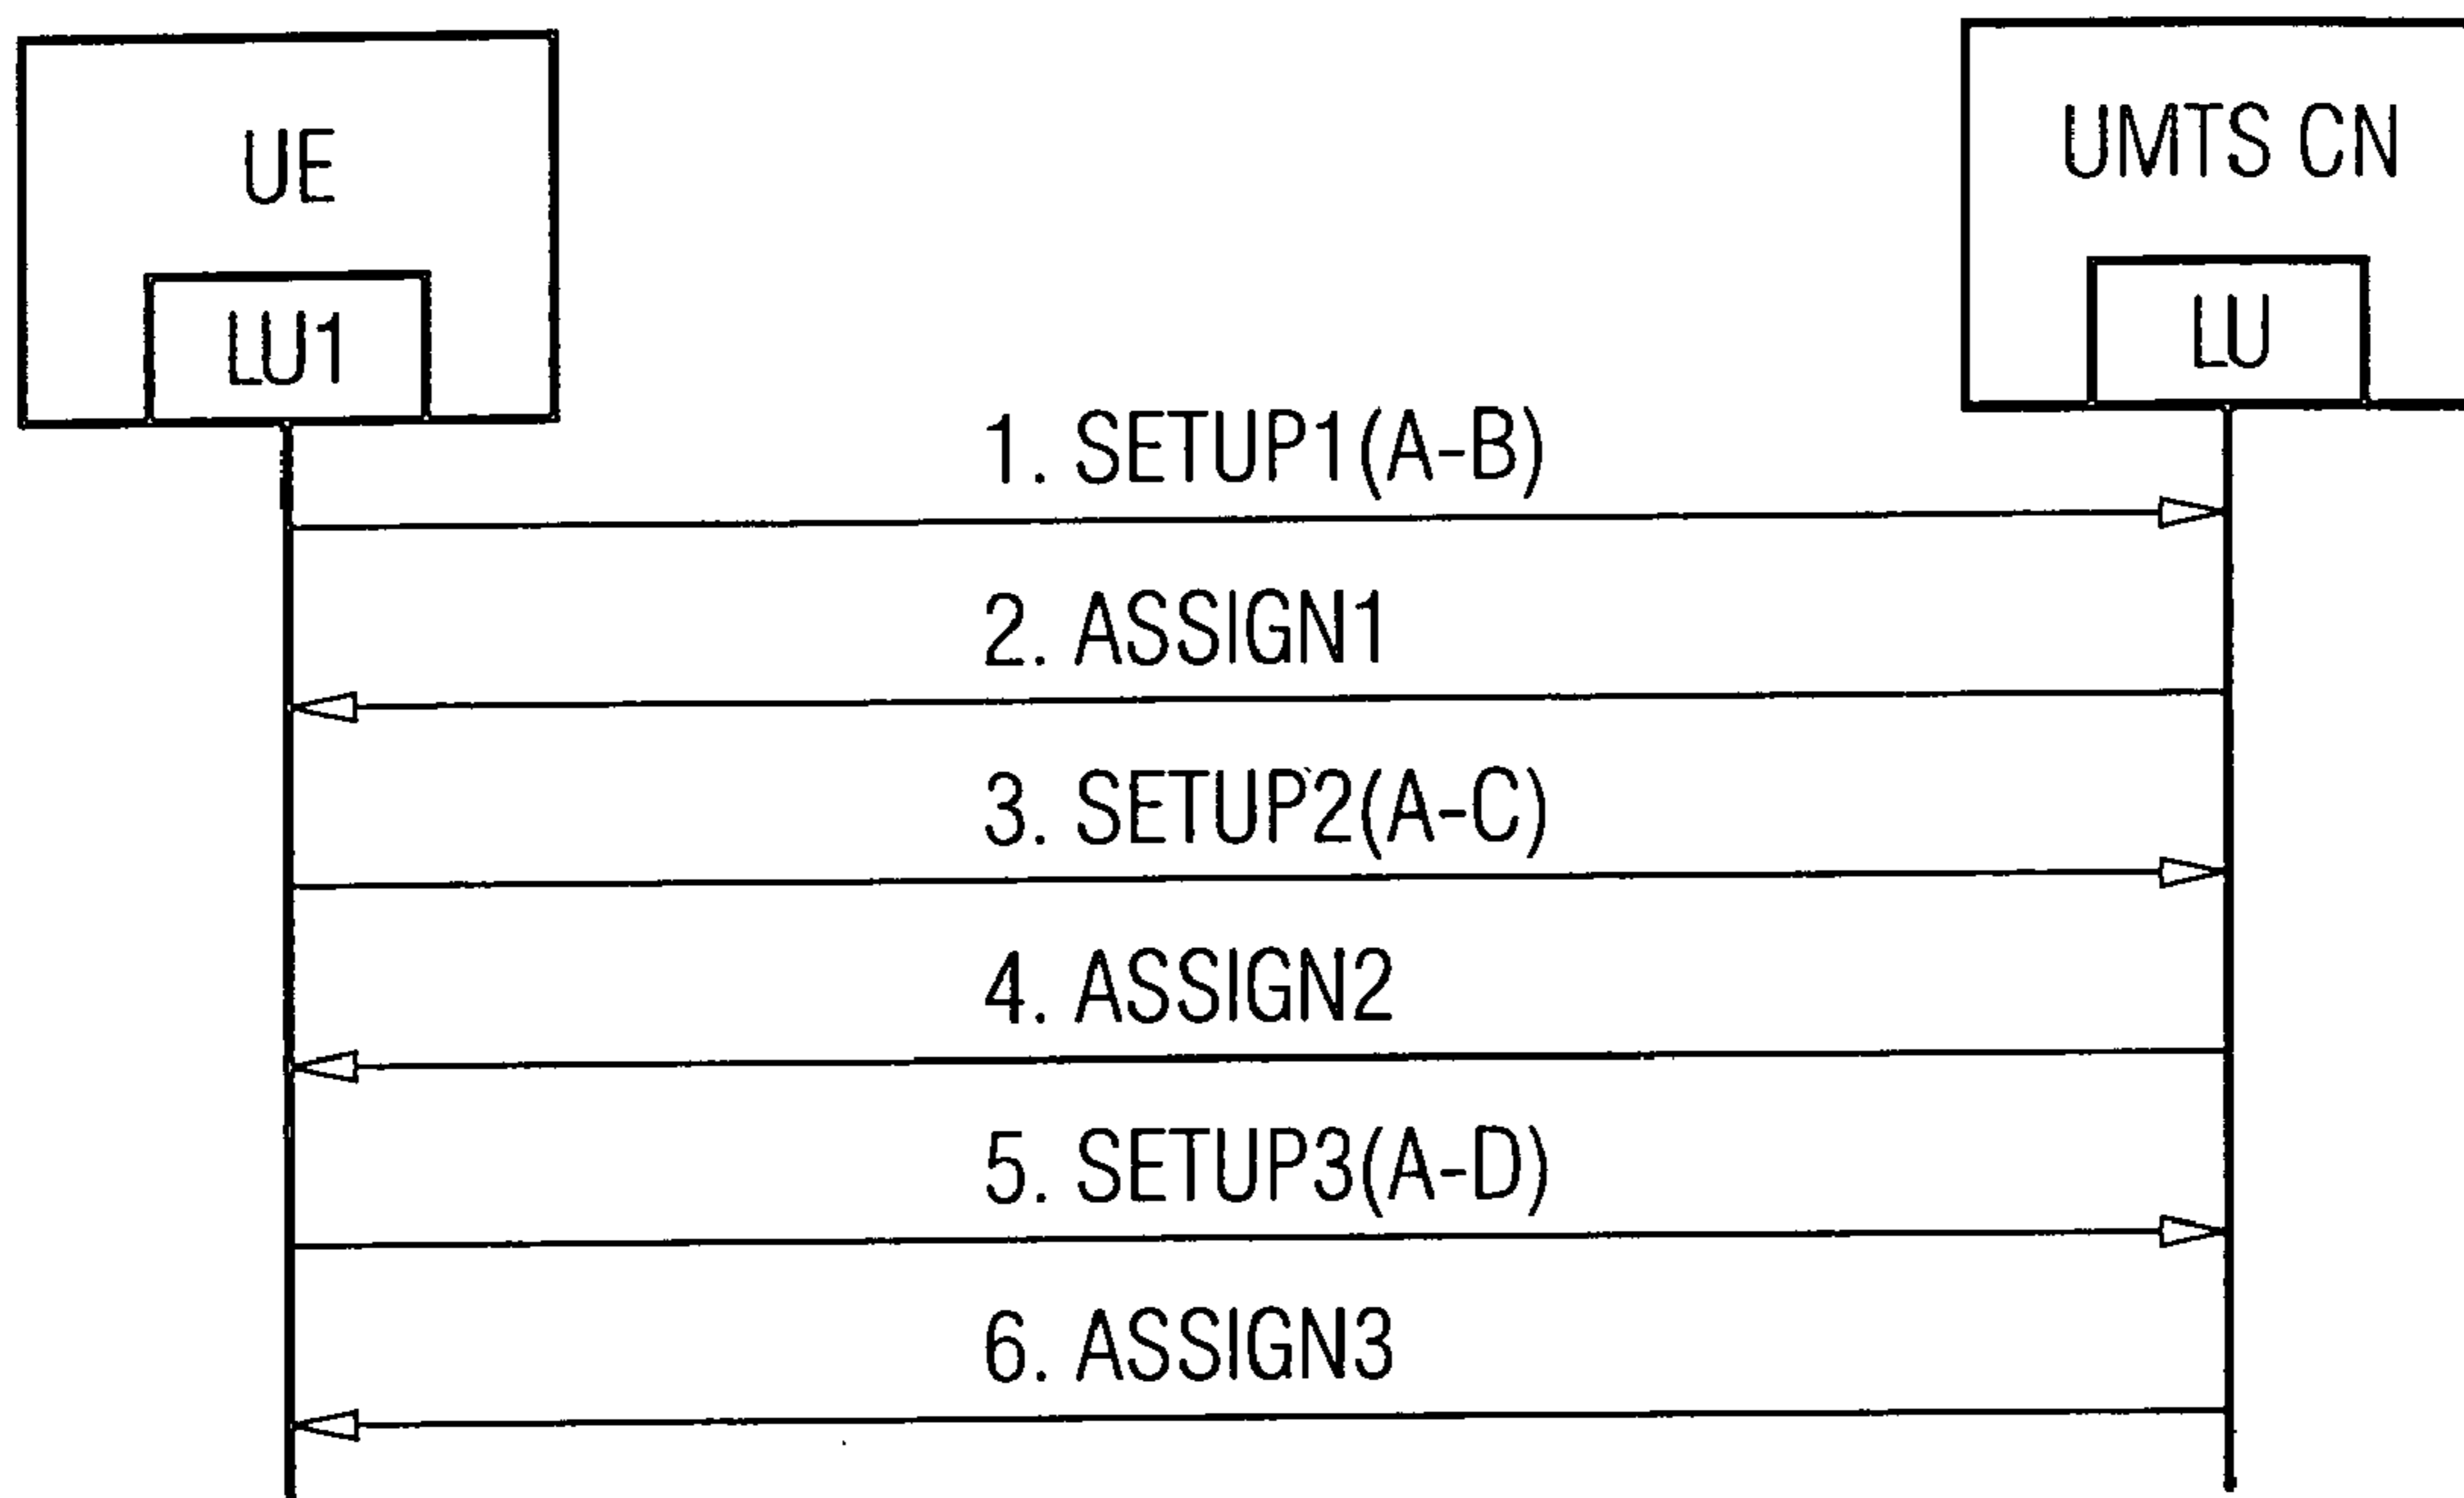 UE
UMTS CN
LU1
LU
1. SETUP1(A-B)
2. ASSIGN1
3. SETUP2(A-C)
4. ASSIGN2
5. SETUP3(A-D)
6. ASSIGN3